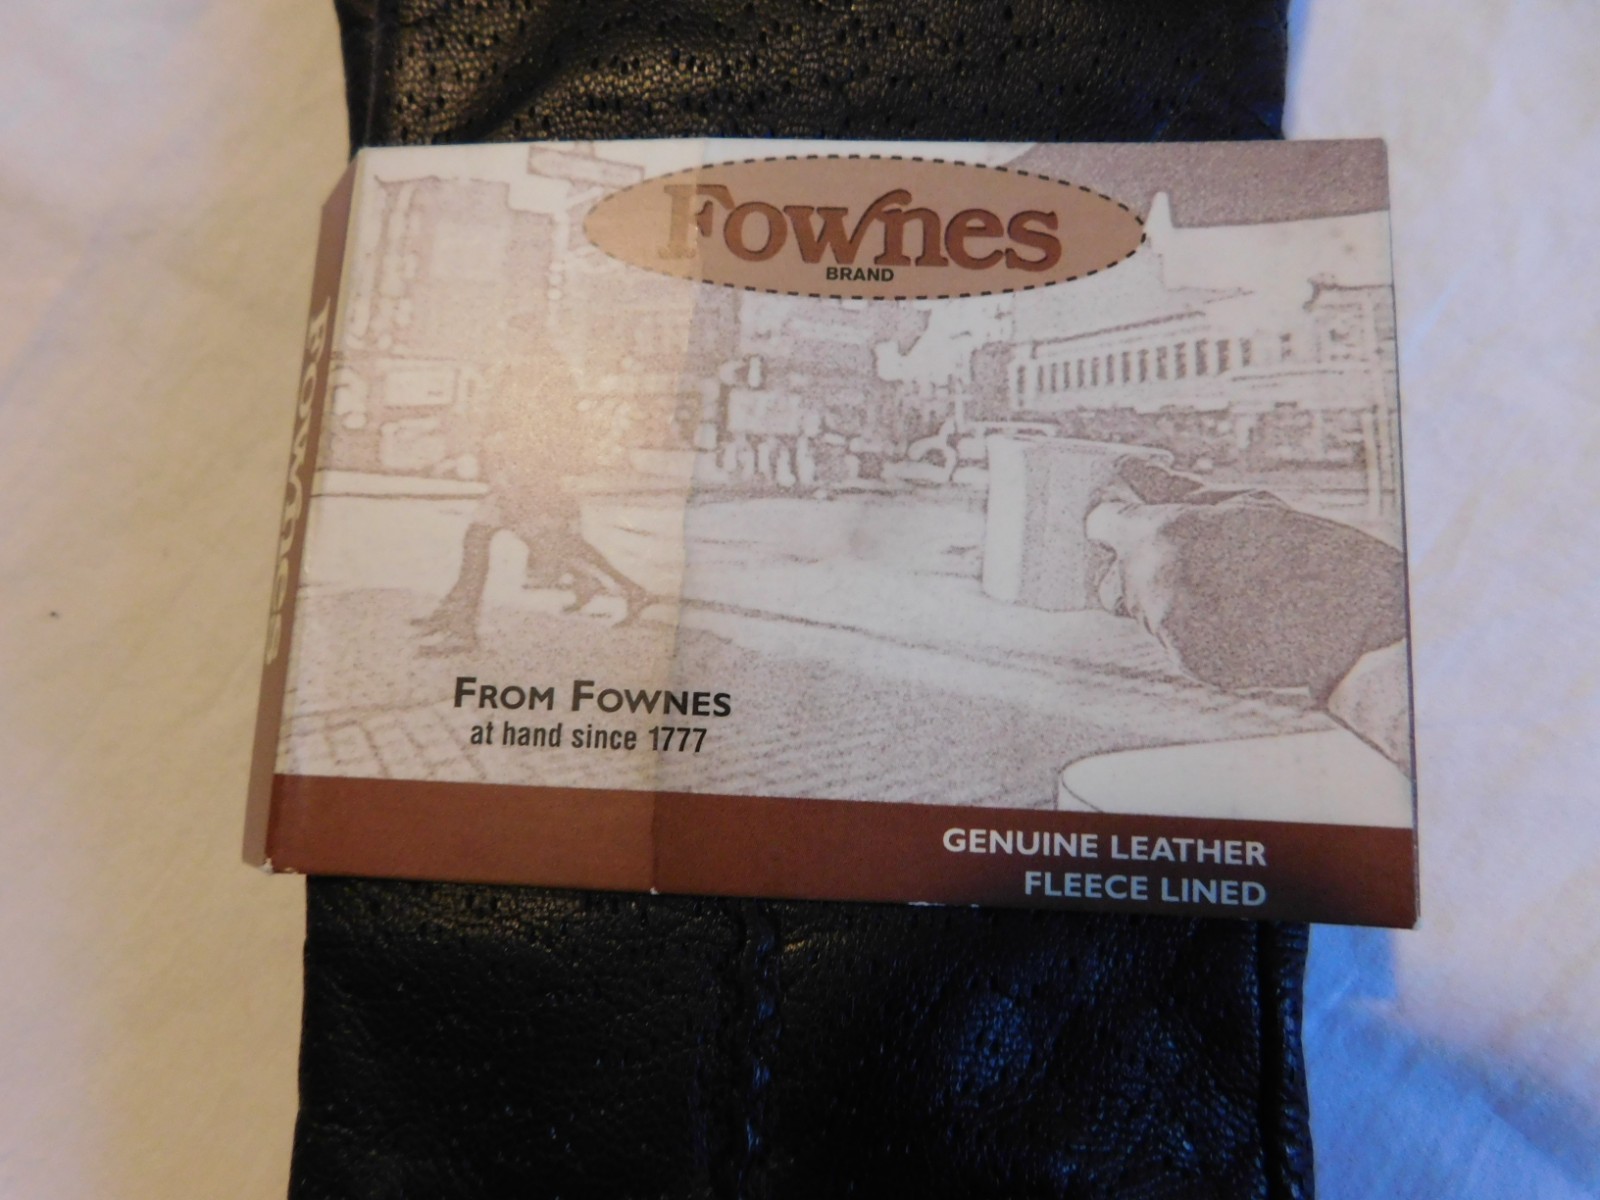 Fownes
BRAND
Fownes
FROM FOWNES
at hand since 1777
GENUINE LEATHER
FLEECE LINED